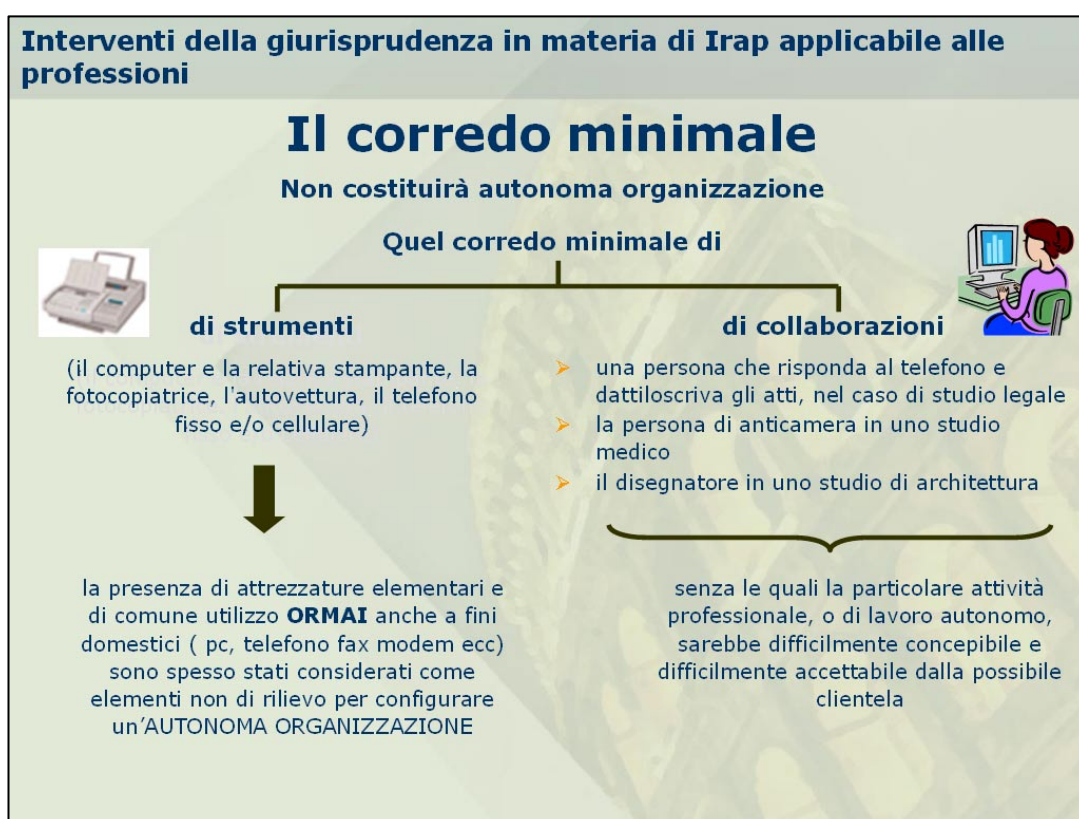 Interventi della giurisprudenza in materia di Irap applicabile alle
professioni
Il corredo minimale
Non costituirà autonoma organizzazione
Quel corredo minimale di
di strumenti
(il computer e la relativa stampante, la
fotocopiatrice, l'autovettura, il telefono
fisso e/o cellulare)
la presenza di attrezzature elementari e
di comune utilizzo ORMAI anche a fini
domestici ( pc, telefono fax modem ecc)
sono spesso stati considerati come
elementi non di rilievo per configurare
un'AUTONOMA ORGANIZZAZIONE
di collaborazioni
una persona che risponda al telefono e
dattiloscriva gli atti, nel caso di studio legale
la persona di anticamera in uno studio
medico
il disegnatore in uno studio di architettura
senza le quali la particolare attività
professionale, o di lavoro autonomo,
sarebbe difficilmente concepibile e
difficilmente accettabile dalla possibile
clientela